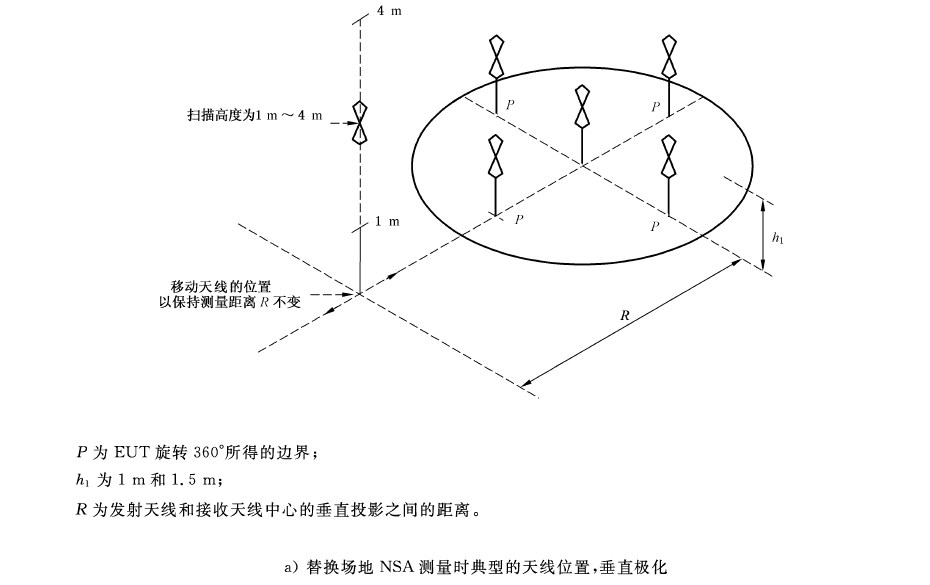 4 m
扫描高度为1 m～4 m
P
P
1 m
P
P
h₁
移动天线的位置
以保持测量距离 R 不变
R
P 为 EUT 旋转 360°所得的边界；
h₁ 为 1 m 和 1.5 m；
R 为发射天线和接收天线中心的垂直投影之间的距离。
a) 替换场地 NSA 测量时典型的天线位置，垂直极化